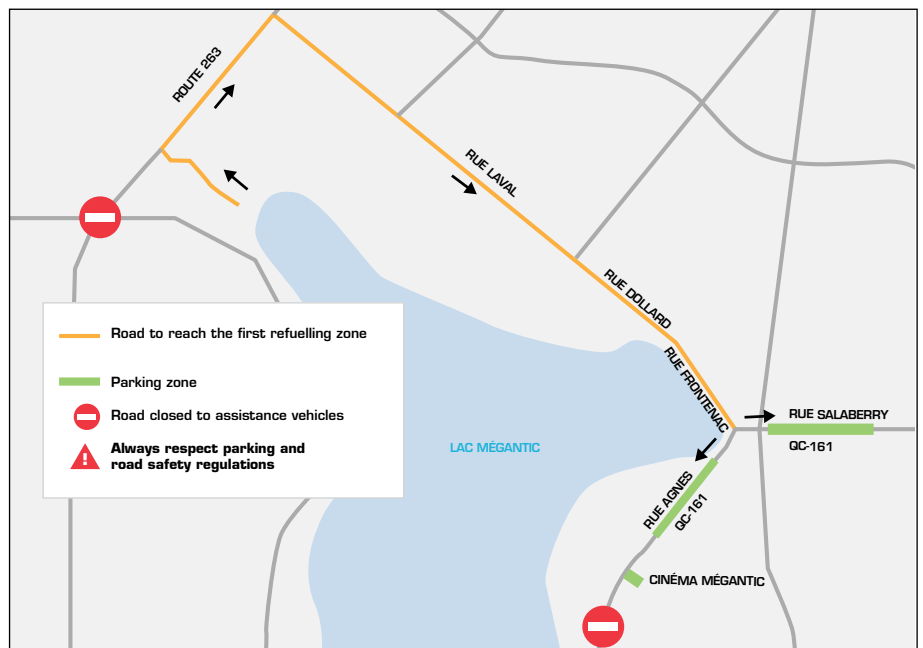 ROUTE 263
RUE LAVAL
RUE DOLLARD
RUE FRONTENAC
Road to reach the first refuelling zone
Parking zone
Road closed to assistance vehicles
!
Always respect parking and
road safety regulations
LAC MÉGANTIC
RUE SALABERRY
QC-161
RUE AGNES
QC-161
CINÉMA MÉGANTIC